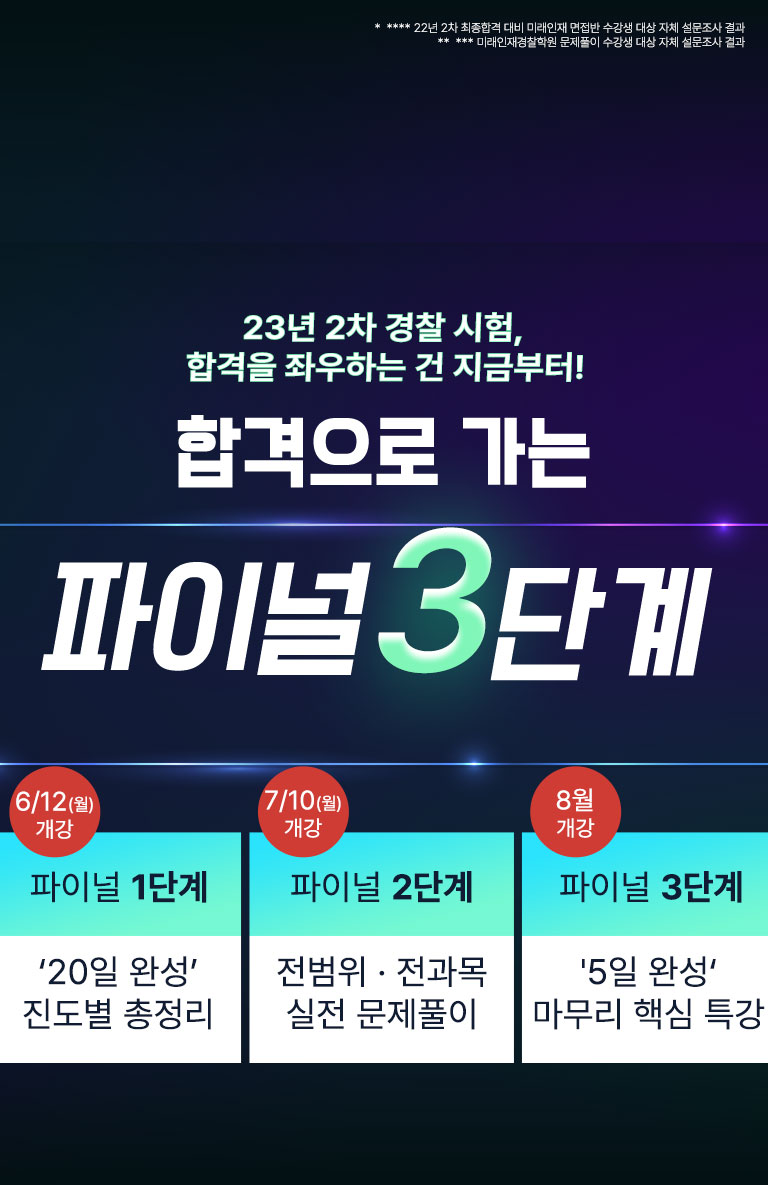 * **** 22년 2차 최종합격 대비 미래인재 면접반 수강생 대상 자체 설문조사 결과
** *** 미래인재경찰학원 문제풀이 수강생 대상 자체 설문조사 결과
23년 2차 경찰 시험,
합격을 좌우하는 건 지금부터!
합격으로 가는
파이널 3단계
6/12(월)
개강
파이널 1단계
‘20일 완성’
진도별 총정리
7/10(월)
개강
파이널 2단계
전범위 · 전과목
실전 문제풀이
8월
개강
파이널 3단계
'5일 완성‘
마무리 핵심 특강